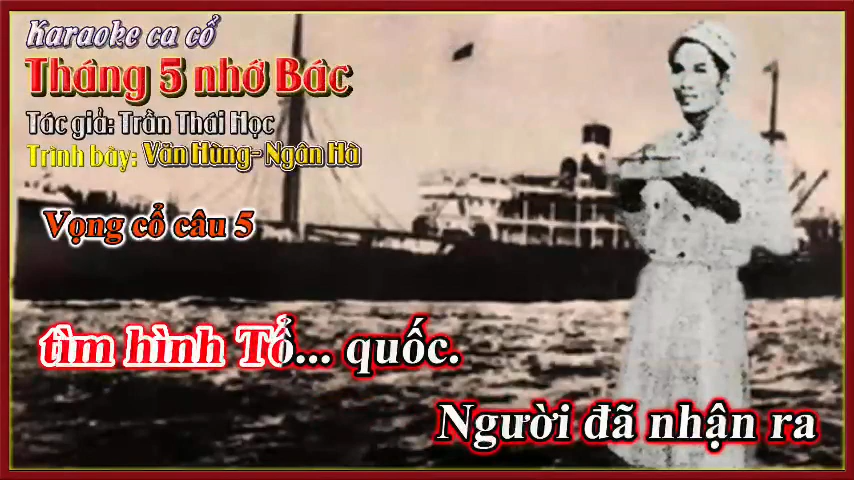 Karaoke ca cổ
Tháng 5 nhớ Bác
Tác giả: Trần Thái Học
Trình bày: Văn Hùng- Ngân Hà
Vọng cổ câu 5
tìm hình Tổ... quốc.
Người đã nhận ra